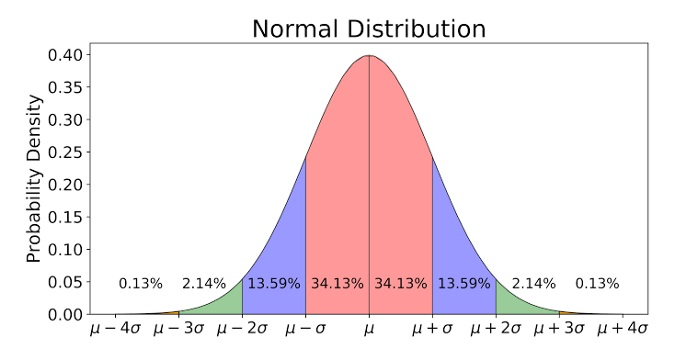 Normal Distribution
Probability Density
0.40
0.35
0.30
0.25
0.20
0.15
0.10
0.05
0.00
0.13% 2.14% 13.59% 34.13% 34.13% 13.59% 2.14% 0.13%
μ − 4σ μ − 3σ μ − 2σ μ − σ μ μ + σ μ + 2σ μ + 3σ μ + 4σ